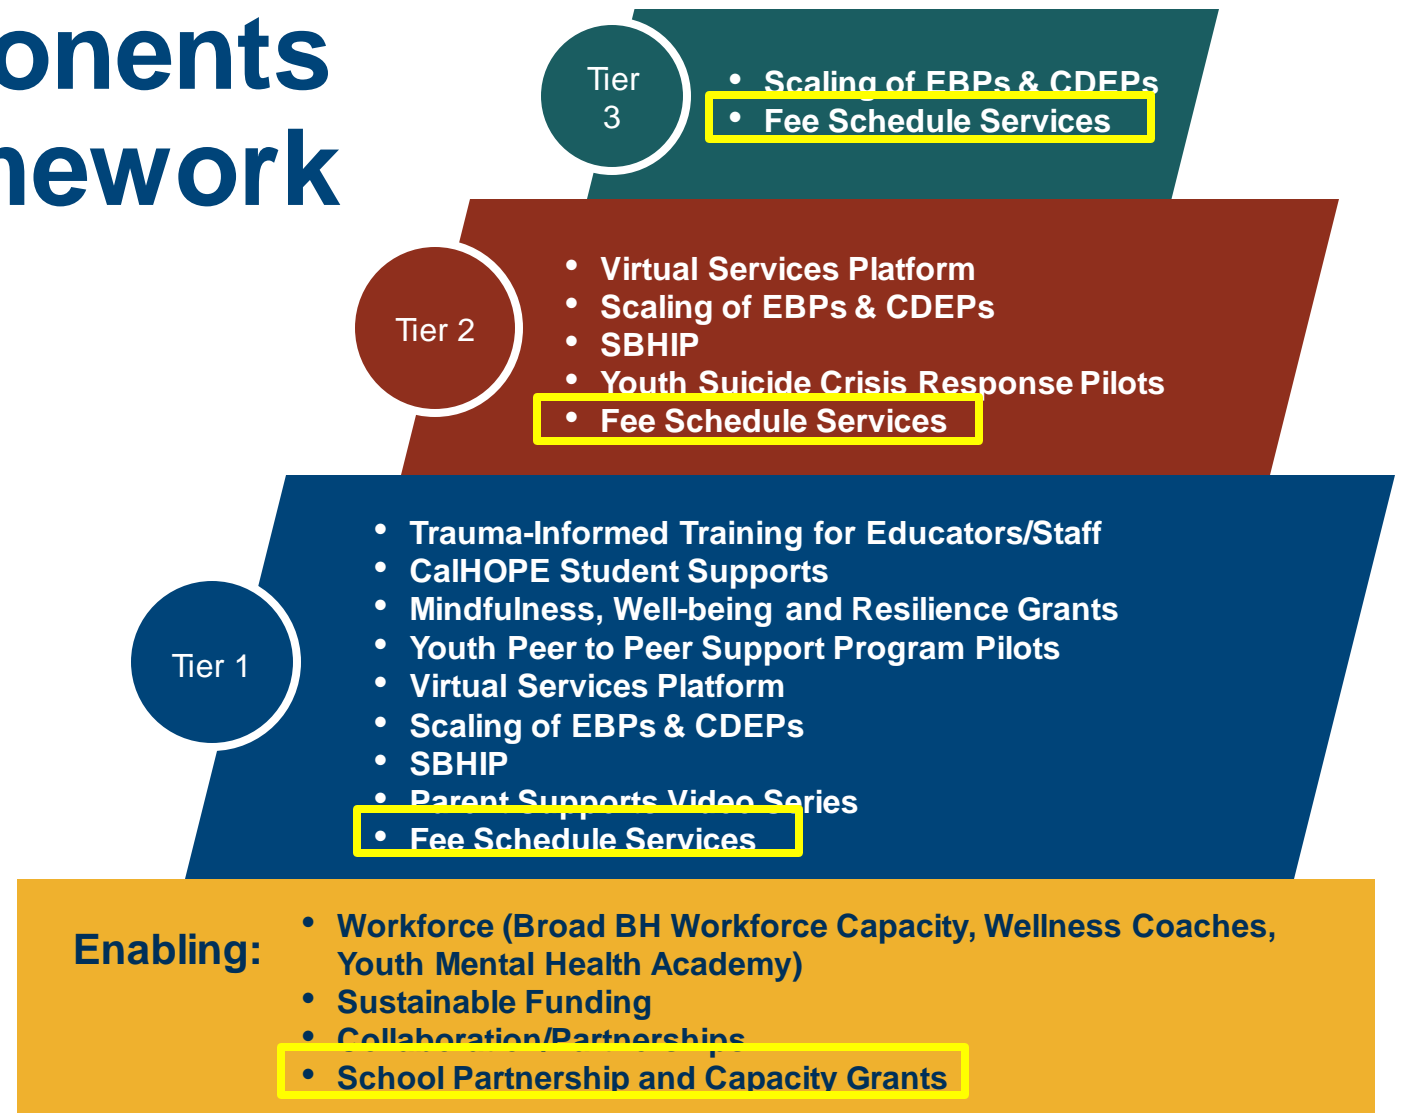 onents
ework
Tier
3
• Scaling of EBPs & CDEPs
• Fee Schedule Services
Tier 2
• Virtual Services Platform
• Scaling of EBPs & CDEPs
• SBHIP
• Youth Suicide Crisis Response Pilots
• Fee Schedule Services
Tier 1
• Trauma-Informed Training for Educators/Staff
• CalHOPE Student Supports
• Mindfulness, Well-being and Resilience Grants
• Youth Peer to Peer Support Program Pilots
• Virtual Services Platform
• Scaling of EBPs & CDEPs
• SBHIP
• Parent Supports Video Series
• Fee Schedule Services
Enabling:
• Workforce (Broad BH Workforce Capacity, Wellness Coaches,
Youth Mental Health Academy)
• Sustainable Funding
• Collaboration/Partnerships
• School Partnership and Capacity Grants